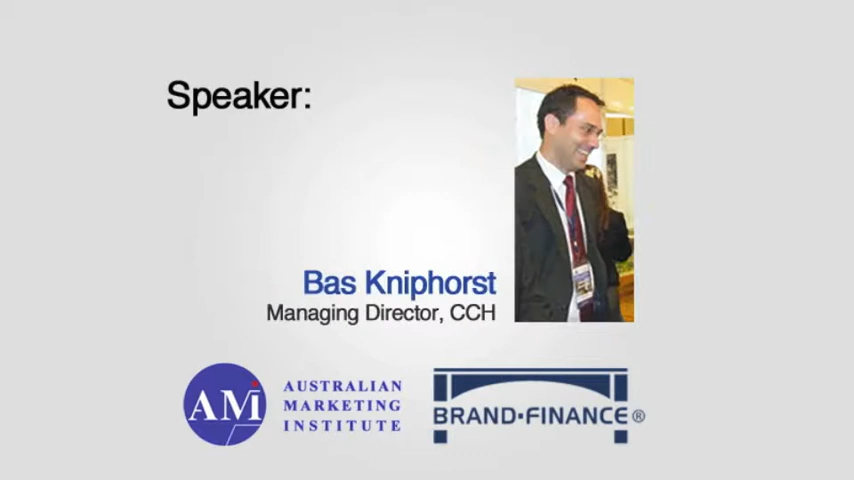 Speaker:
Bas Kniphorst
Managing Director, CCH
AMI
AUSTRALIAN
MARKETING
INSTITUTE
BRAND·FINANCE®